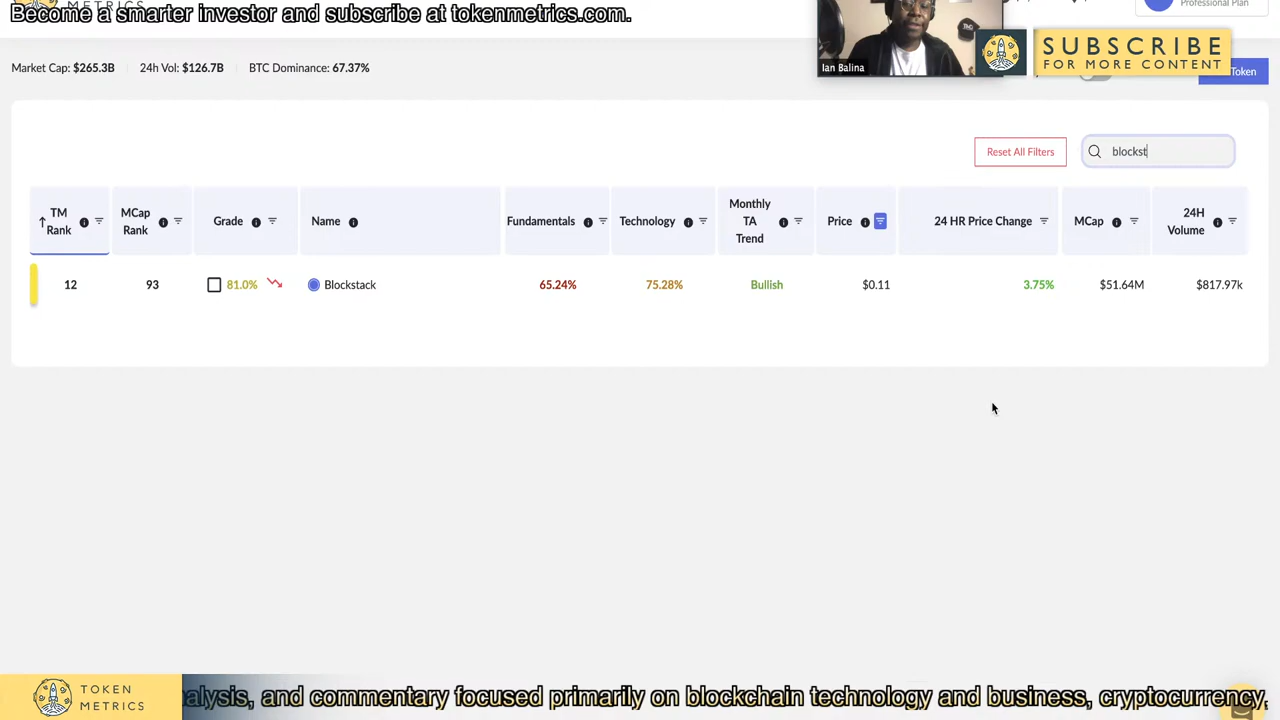 METRICS
Become a smarter investor and subscribe at tokenmetrics.com.
Professional Plan
Ian Balina
SUBSCRIBE
FOR MORE CONTENT
Market Cap: $265.3B 24h Vol: $126.7B BTC Dominance: 67.37%
Token
Reset All Filters
blockst
TM Rank
MCap Rank
Grade
Name
Fundamentals
Technology
Monthly TA Trend
Price
24 HR Price Change
MCap
24H Volume
12 93 81.0% Blockstack 65.24% 75.28% Bullish $0.11 3.75% $51.64M $817.97k
TOKEN
METRICS
alysis, and commentary focused primarily on blockchain technology and business, cryptocurrency,